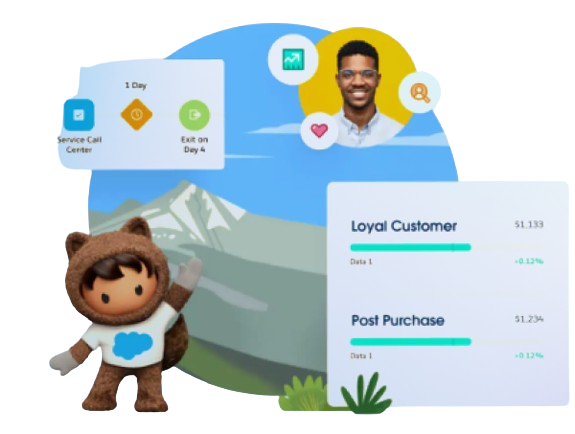 1 Day
Service Call
Center
Exit on
Day 4
Loyal Customer
$1,133
Data 1
+0.12%
Post Purchase
$1,234
Data 1
+0.12%